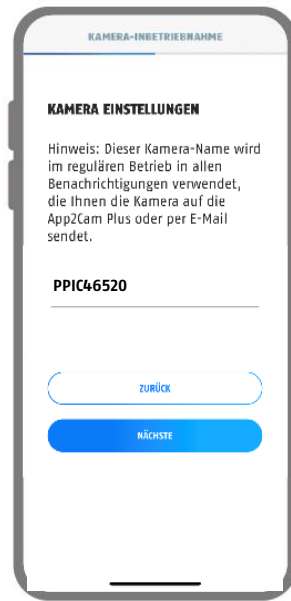 KAMERA-INBETRIEBNAHME
KAMERA EINSTELLUNGEN
Hinweis: Dieser Kamera-Name wird
im regulären Betrieb in allen
Benachrichtigungen verwendet,
die Ihnen die Kamera auf die
App2Cam Plus oder per E-Mail
sendet.
PPIC46520
ZURÜCK
NÄCHSTE